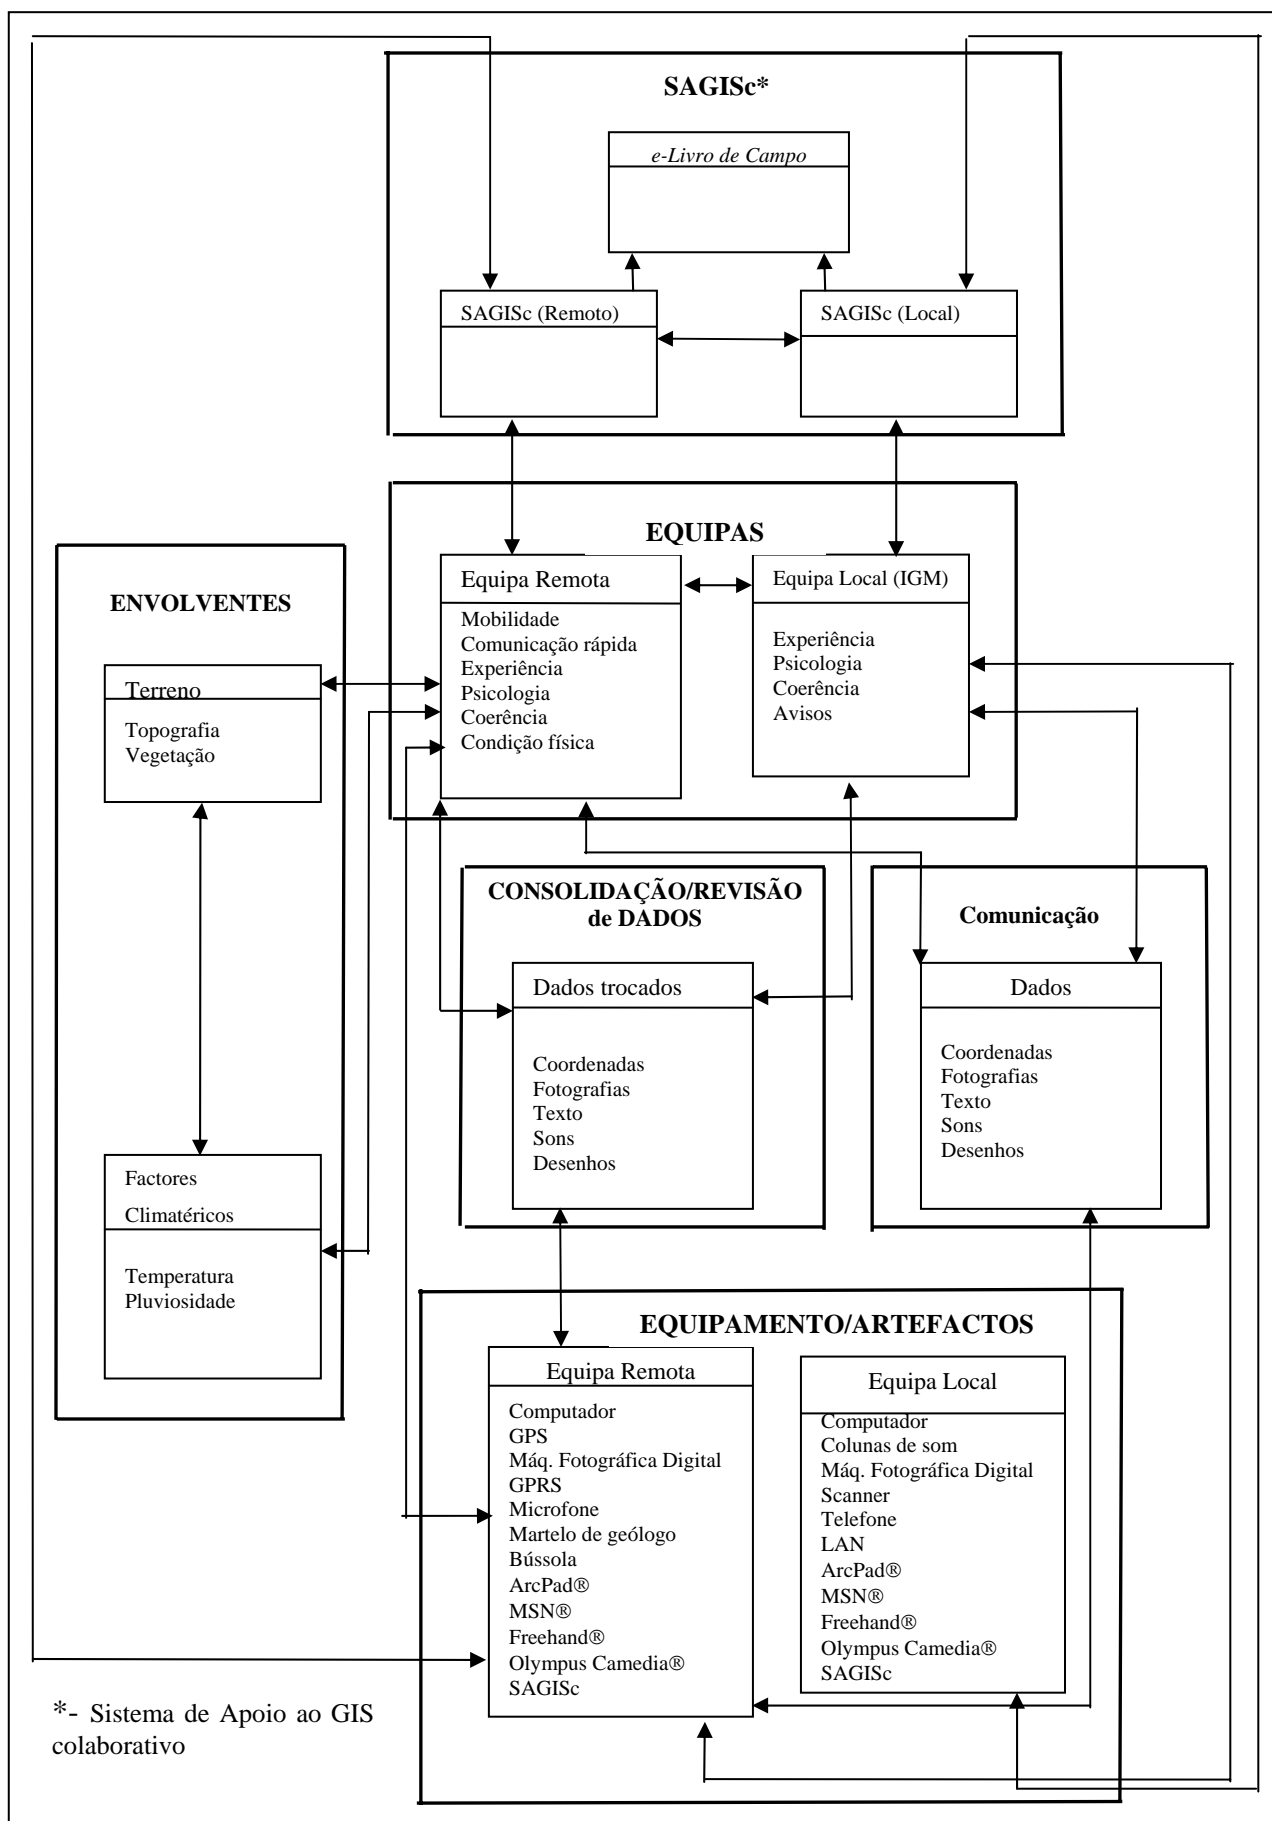 SAGISc*
e-Livro de Campo
SAGISc (Remoto)
SAGISc (Local)
EQUIPAS
Equipa Remota
Mobilidade
Comunicação rápida
Experiência
Psicologia
Coerência
Condição física
Equipa Local (IGM)
Experiência
Psicologia
Coerência
Avisos
ENVOLVENTES
Terreno
Topografia
Vegetação
Factores
Climatéricos
Temperatura
Pluviosidade
CONSOLIDAÇÃO/REVISÃO
de DADOS
Dados trocados
Coordenadas
Fotografias
Texto
Sons
Desenhos
Comunicação
Dados
Coordenadas
Fotografias
Texto
Sons
Desenhos
EQUIPAMENTO/ARTEFACTOS
Equipa Remota
Computador
GPS
Máq. Fotográfica Digital
GPRS
Microfone
Martelo de geólogo
Bússola
ArcPad®
MSN®
Freehand®
Olympus Camedia®
SAGISc
Equipa Local
Computador
Colunas de som
Máq. Fotográfica Digital
Scanner
Telefone
LAN
ArcPad®
MSN®
Freehand®
Olympus Camedia®
SAGISc
*- Sistema de Apoio ao GIS
colaborativo